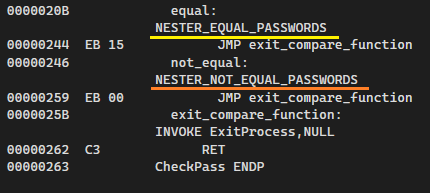 0000020B equal:
NESTER_EQUAL_PASSWORDS
00000244 EB 15 JMP exit_compare_function
00000246 not_equal:
NESTER_NOT_EQUAL_PASSWORDS
00000259 EB 00 JMP exit_compare_function
0000025B exit_compare_function:
INVOKE ExitProcess,NULL
00000262 C3 RET
00000263 CheckPass ENDP